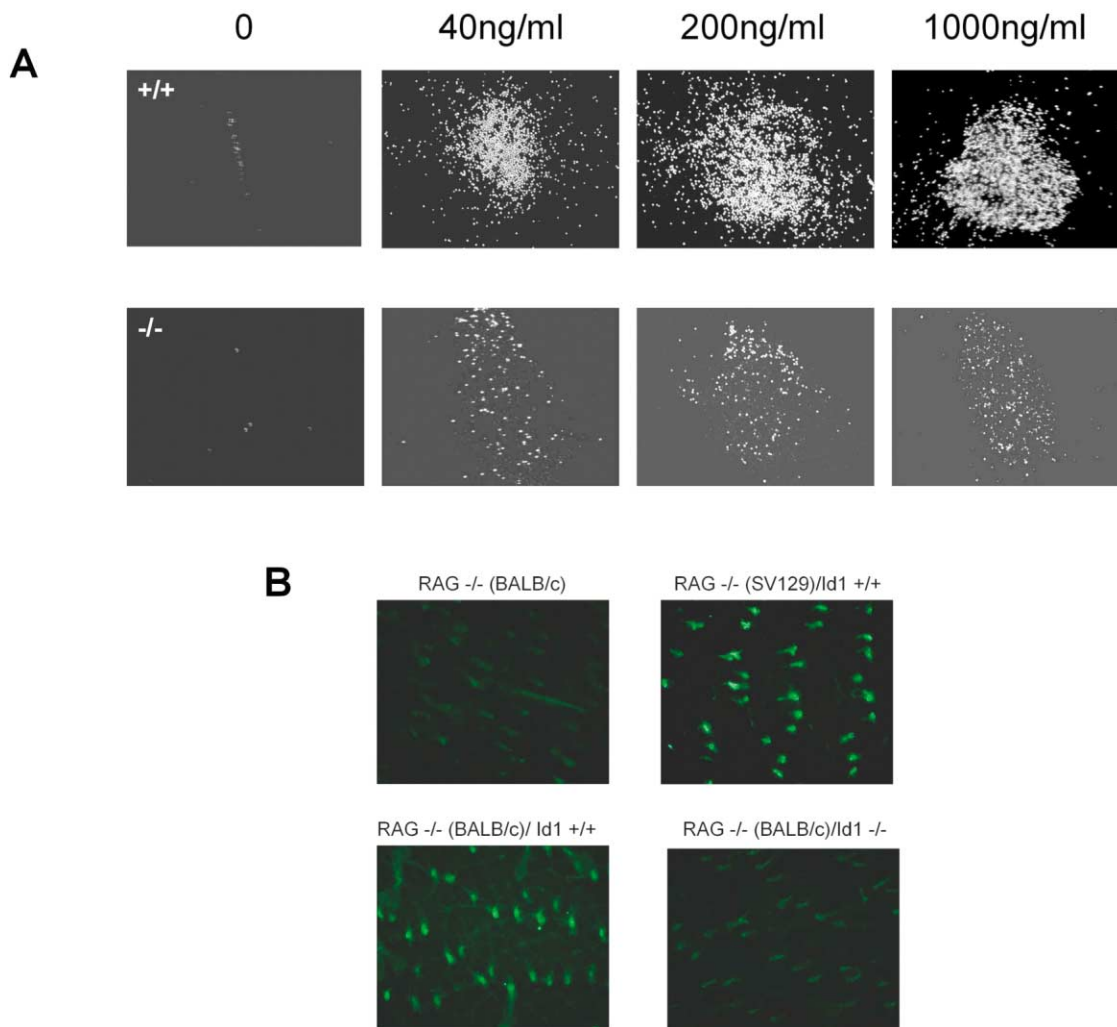 0 40ng/ml 200ng/ml 1000ng/ml
A
+/+
-/-
B
RAG -/- (BALB/c) RAG -/- (SV129)/Id1 +/+
RAG -/- (BALB/c)/ Id1 +/+ RAG -/- (BALB/c)/Id1 -/-